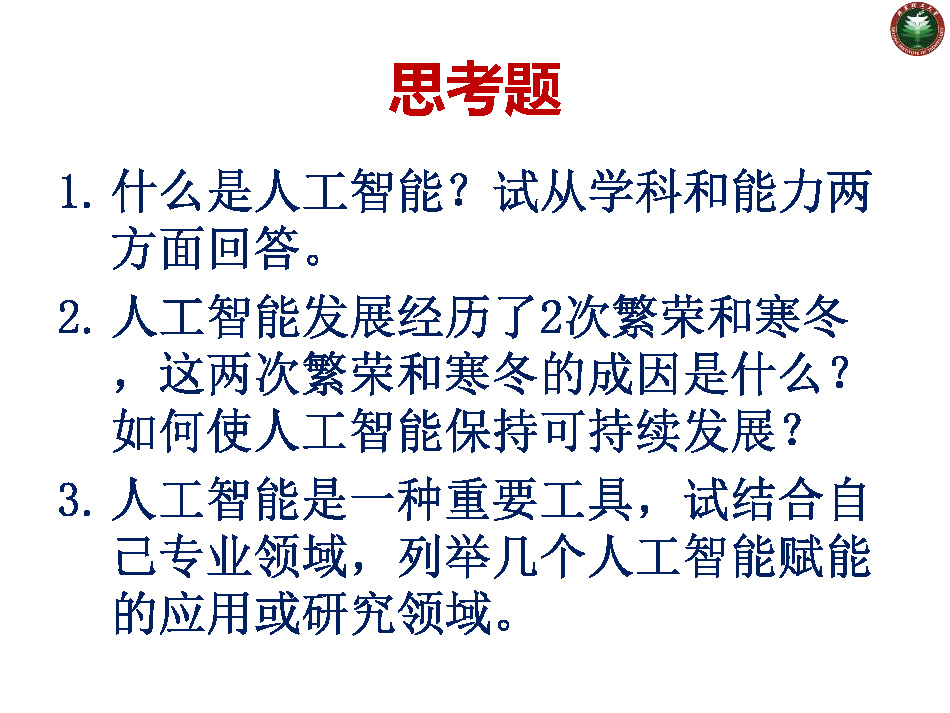 思考题
1. 什么是人工智能？试从学科和能力两
方面回答。
2. 人工智能发展经历了2次繁荣和寒冬
，这两次繁荣和寒冬的成因是什么？
如何使人工智能保持可持续发展？
3. 人工智能是一种重要工具，试结合自
己专业领域，列举几个人工智能赋能
的应用或研究领域。